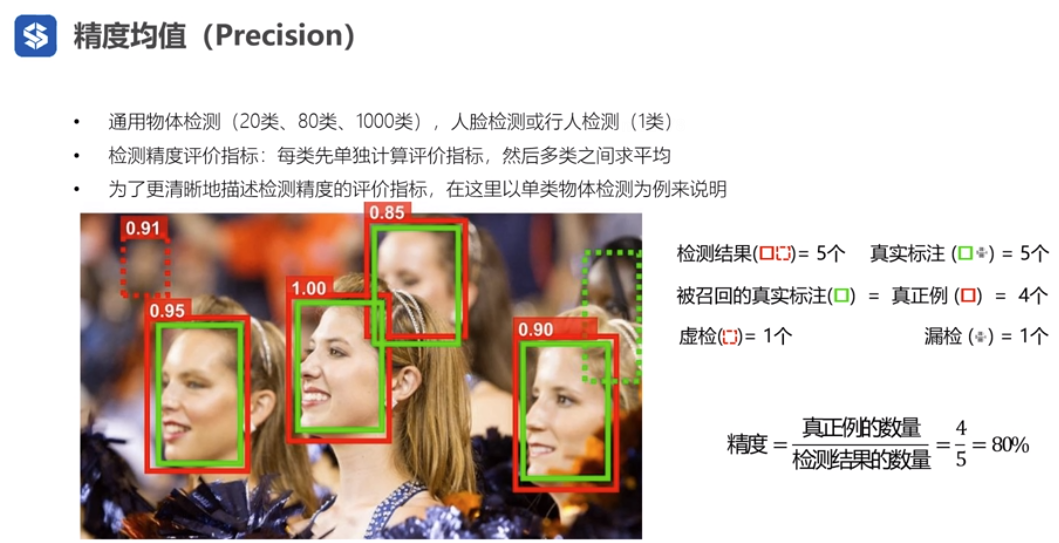 精度均值（Precision）
• 通用物体检测（20类、80类、1000类），人脸检测或行人检测（1类）
• 检测精度评价指标：每类先单独计算评价指标，然后多类之间求平均
• 为了更清晰地描述检测精度的评价指标，在这里以单类物体检测为例来说明
0.91
0.85
1.00
0.95
0.90
检测结果()= 5个 真实标注 () = 5个
被召回的真实标注() = 真正例 () = 4个
虚检()= 1个 漏检 () = 1个
精度 = 真正例的数量 / 检测结果的数量 = 4/5 = 80%